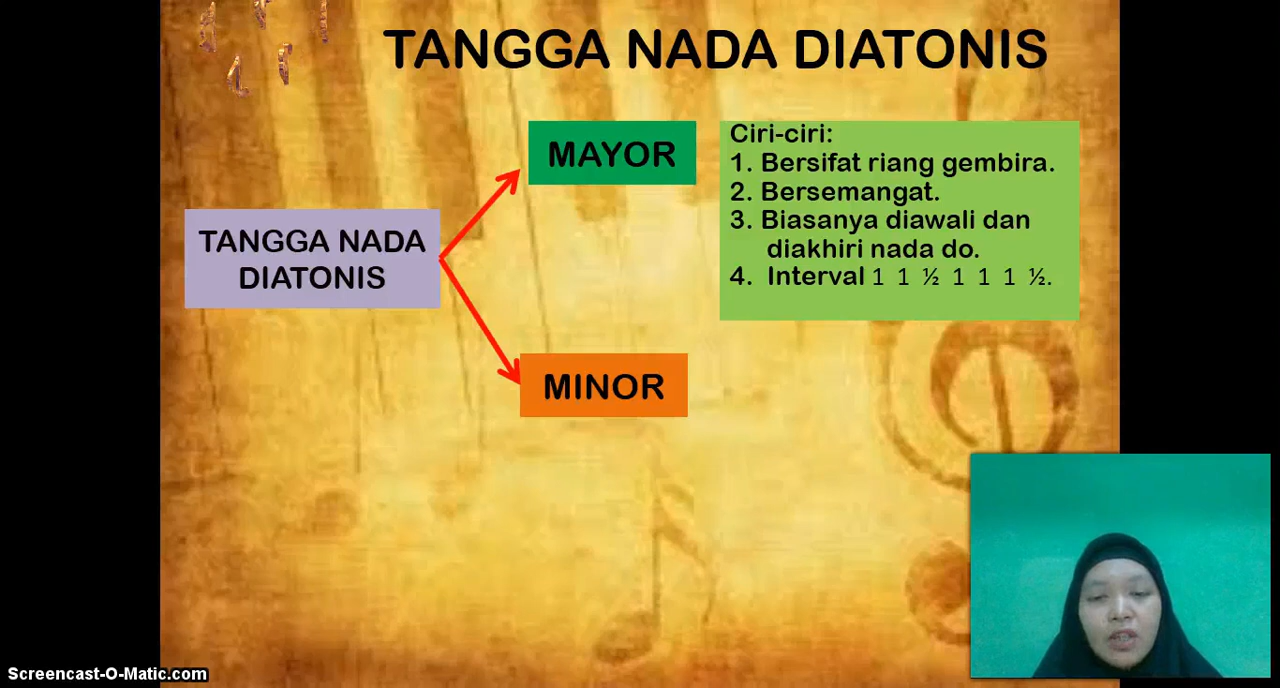 TANGGA NADA DIATONIS
MAYOR
Ciri-ciri:
1. Bersifat riang gembira.
2. Bersemangat.
3. Biasanya diawali dan
diakhiri nada do.
4. Interval 1 1 ½ 1 1 1 ½.
TANGGA NADA
DIATONIS
MINOR
Screencast-O-Matic.com